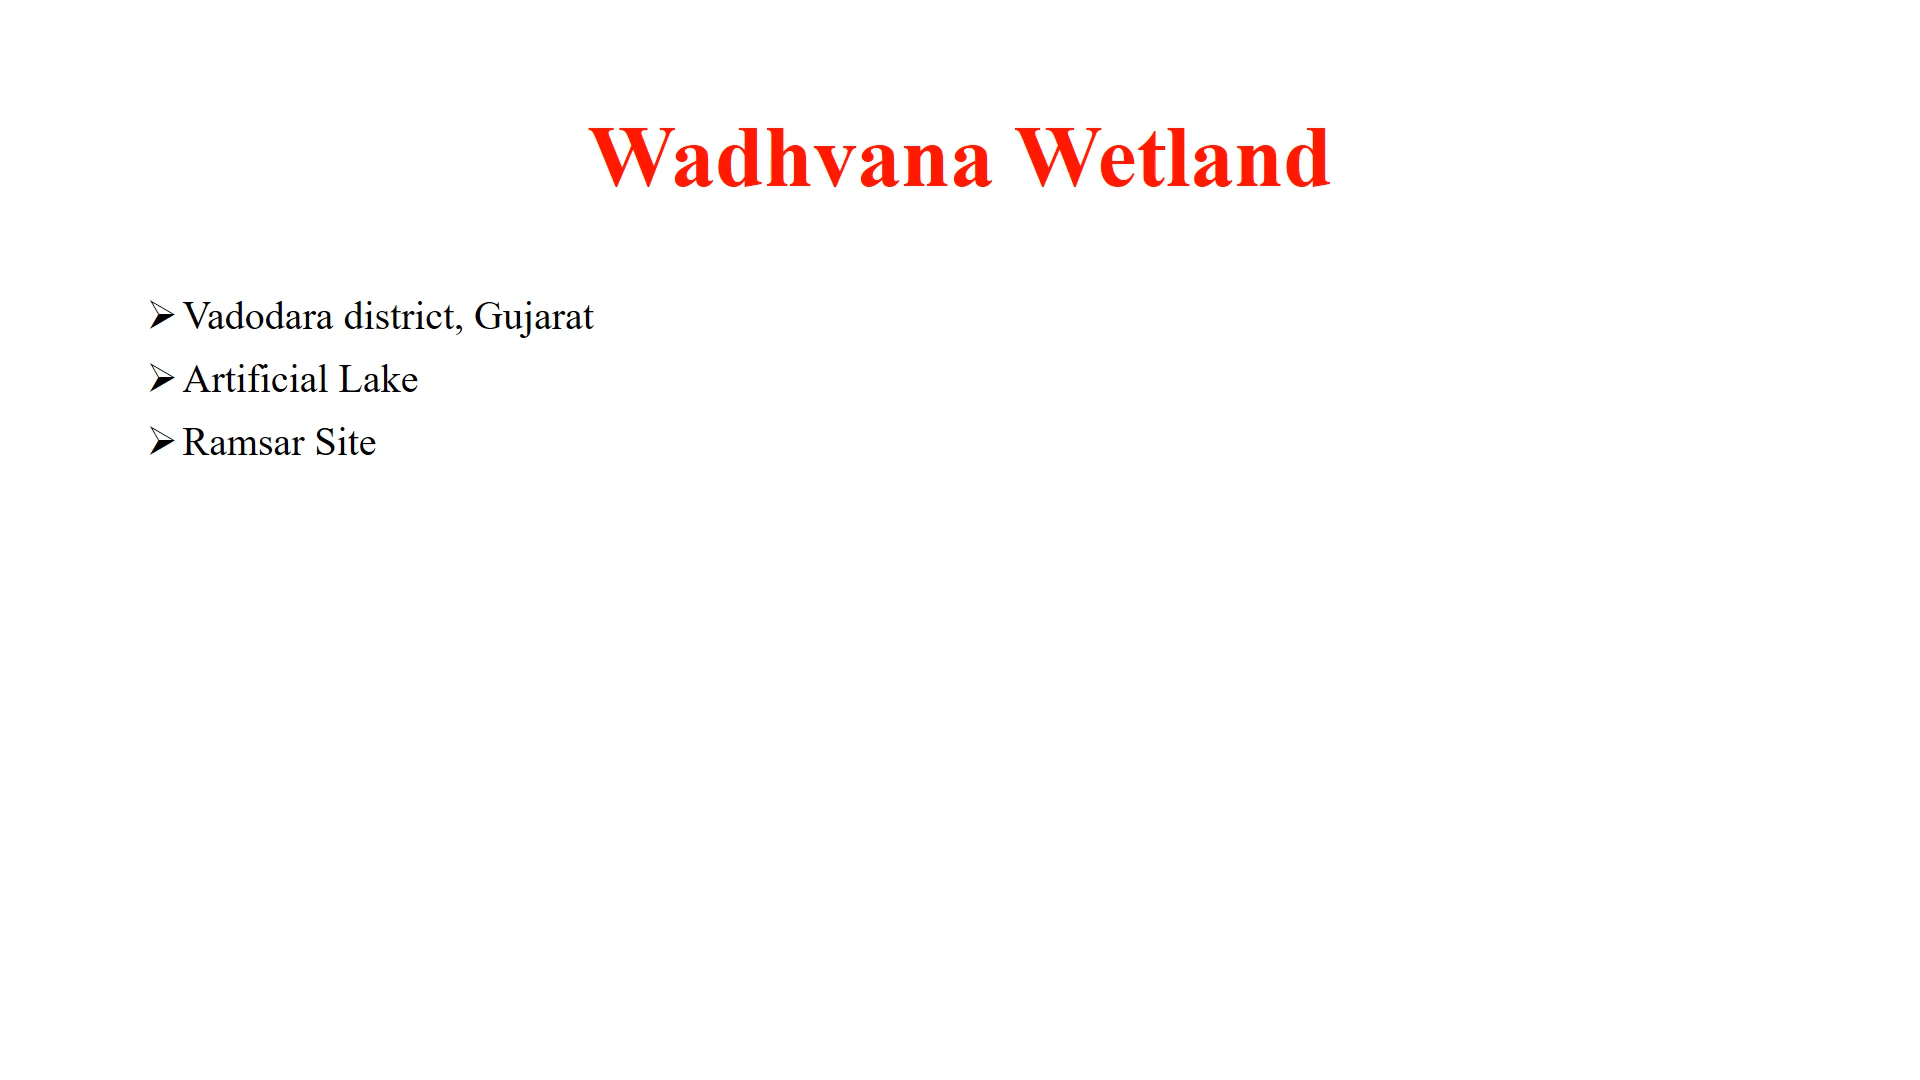 Wadhvana Wetland
➢ Vadodara district, Gujarat
➢ Artificial Lake
➢ Ramsar Site